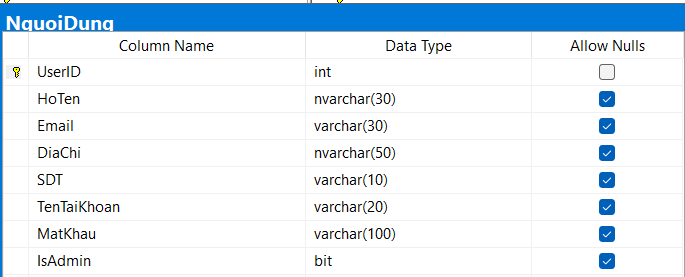 NguoiDung
Column Name Data Type Allow Nulls
UserID int
HoTen nvarchar(30)
Email varchar(30)
DiaChi nvarchar(50)
SDT varchar(10)
TenTaiKhoan varchar(20)
MatKhau varchar(100)
IsAdmin bit